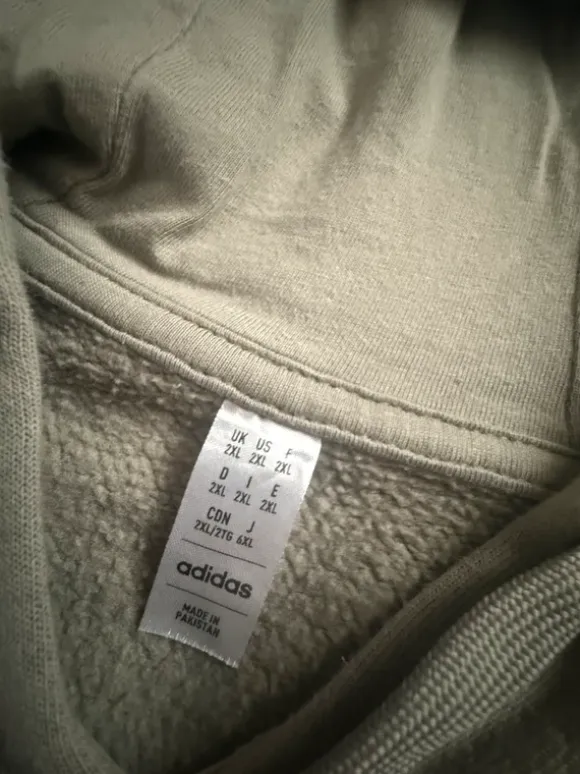 UK US F
2XL 2XL 2XL
D I E
2XL 2XL 2XL
CDN J
2XL/2TG 6XL
adidas
MADE IN
PAKISTAN